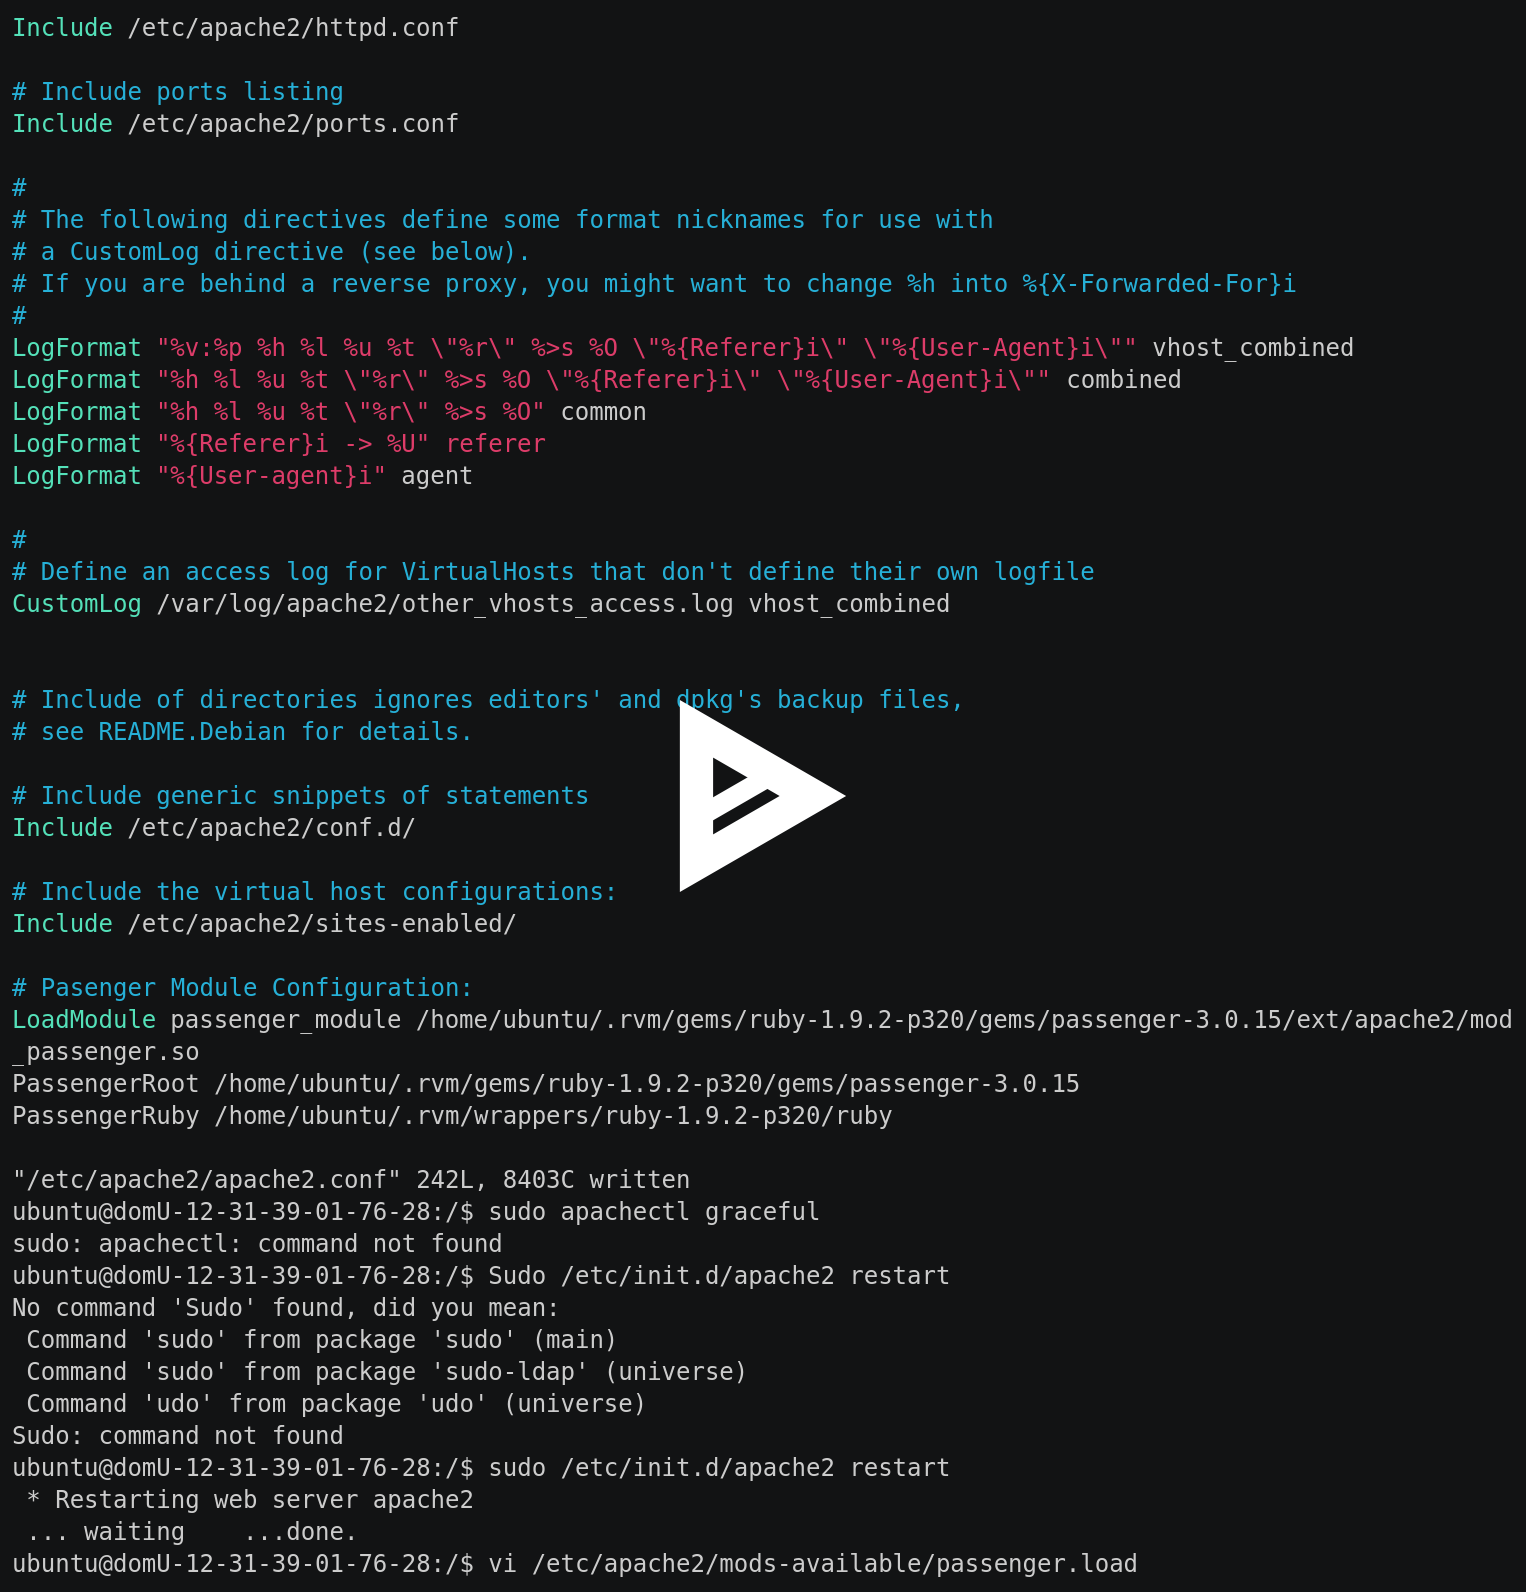 Include /etc/apache2/httpd.conf
# Include ports listing
Include /etc/apache2/ports.conf
#
# The following directives define some format nicknames for use with
# a CustomLog directive (see below).
# If you are behind a reverse proxy, you might want to change %h into %{X-Forwarded-For}i
#
LogFormat "%v:%p %h %l %u %t \"%r\" %>s %O \"%{Referer}i\" \"%{User-Agent}i\"" vhost_combined
LogFormat "%h %l %u %t \"%r\" %>s %O \"%{Referer}i\" \"%{User-Agent}i\"" combined
LogFormat "%h %l %u %t \"%r\" %>s %O" common
LogFormat "%{Referer}i -> %U" referer
LogFormat "%{User-agent}i" agent
#
# Define an access log for VirtualHosts that don't define their own logfile
CustomLog /var/log/apache2/other_vhosts_access.log vhost_combined
# Include of directories ignores editors' and dpkg's backup files,
# see README.Debian for details.
# Include generic snippets of statements
Include /etc/apache2/conf.d/
# Include the virtual host configurations:
Include /etc/apache2/sites-enabled/
# Pasenger Module Configuration:
LoadModule passenger_module /home/ubuntu/.rvm/gems/ruby-1.9.2-p320/gems/passenger-3.0.15/ext/apache2/mod
_passenger.so
PassengerRoot /home/ubuntu/.rvm/gems/ruby-1.9.2-p320/gems/passenger-3.0.15
PassengerRuby /home/ubuntu/.rvm/wrappers/ruby-1.9.2-p320/ruby
"/etc/apache2/apache2.conf" 242L, 8403C written
ubuntu@domU-12-31-39-01-76-28:/$ sudo apachectl graceful
sudo: apachectl: command not found
ubuntu@domU-12-31-39-01-76-28:/$ Sudo /etc/init.d/apache2 restart
No command 'Sudo' found, did you mean:
 Command 'sudo' from package 'sudo' (main)
 Command 'sudo' from package 'sudo-ldap' (universe)
 Command 'udo' from package 'udo' (universe)
Sudo: command not found
ubuntu@domU-12-31-39-01-76-28:/$ sudo /etc/init.d/apache2 restart
 * Restarting web server apache2
 ... waiting    ...done.
ubuntu@domU-12-31-39-01-76-28:/$ vi /etc/apache2/mods-available/passenger.load